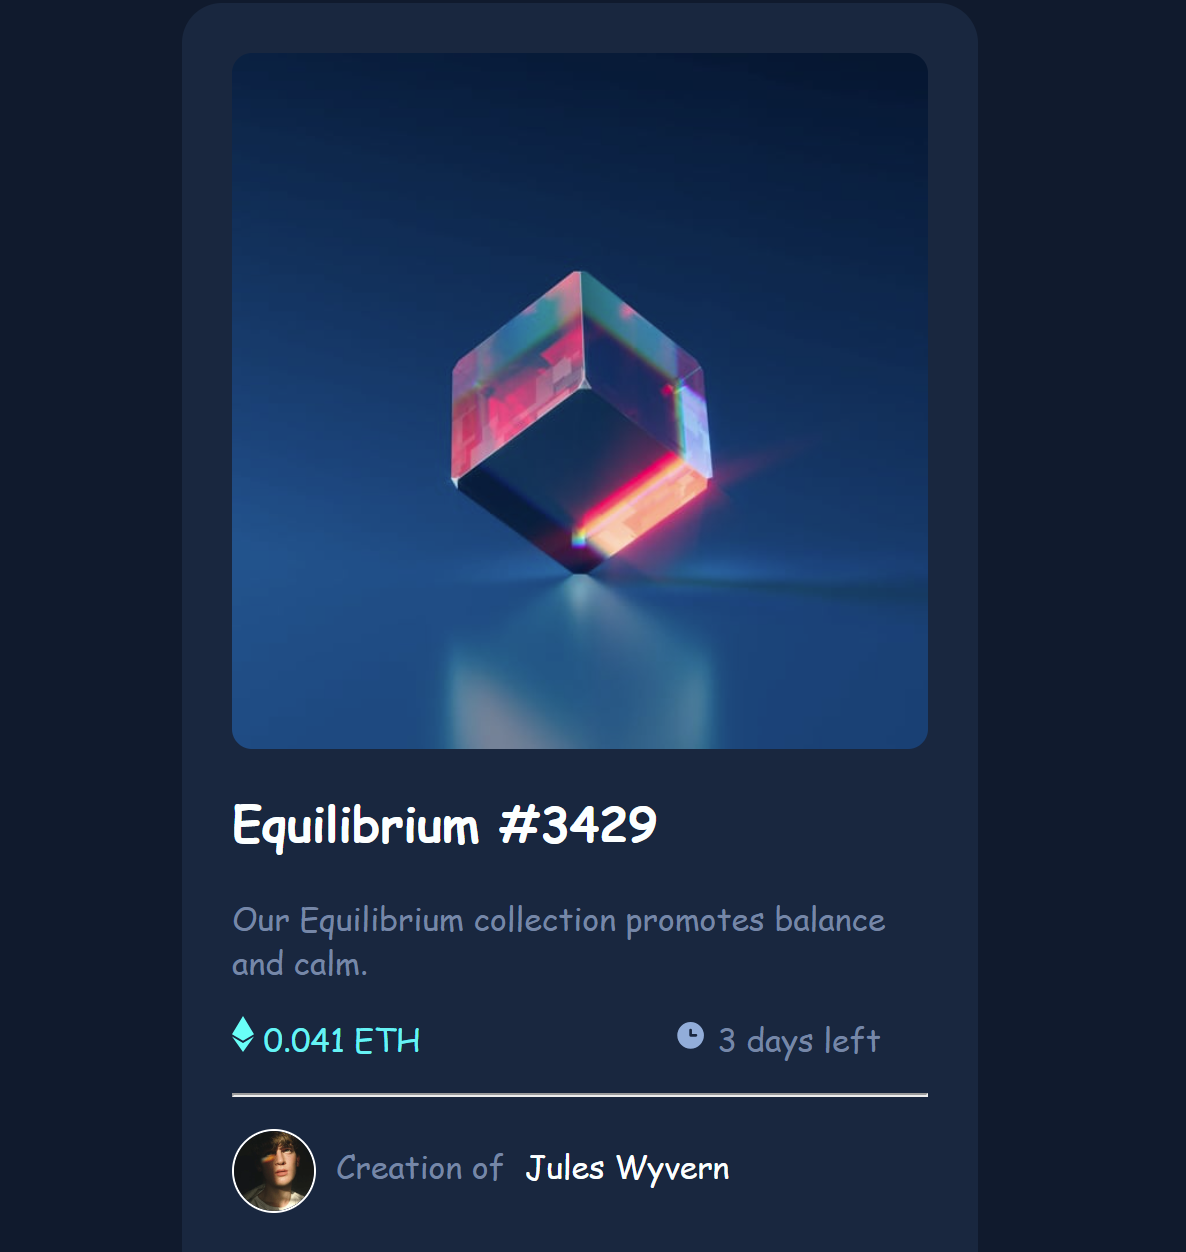 Equilibrium #3429
Our Equilibrium collection promotes balance
and calm.
0.041 ETH 3 days left
Creation of Jules Wyvern